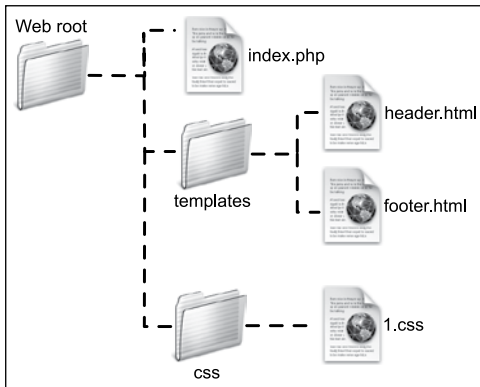 Web root
index.php
header.html
templates
footer.html
css
1.css